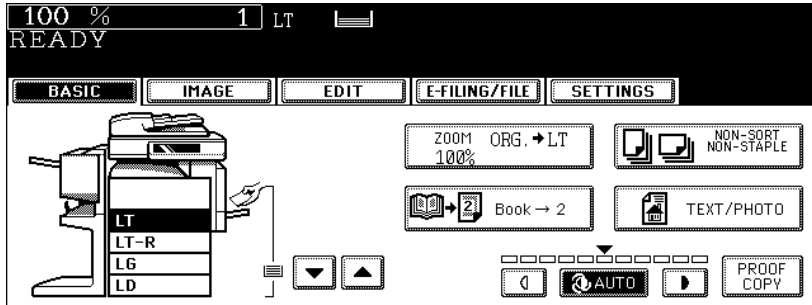 100 % 1 LT
READY
BASIC IMAGE EDIT E-FILING/FILE SETTINGS
ZOOM ORG.➔LT
100%
NON-SORT
NON-STAPLE
2 Book → 2
TEXT/PHOTO
LT
LT-R
LG
LD
AUTO
PROOF
COPY